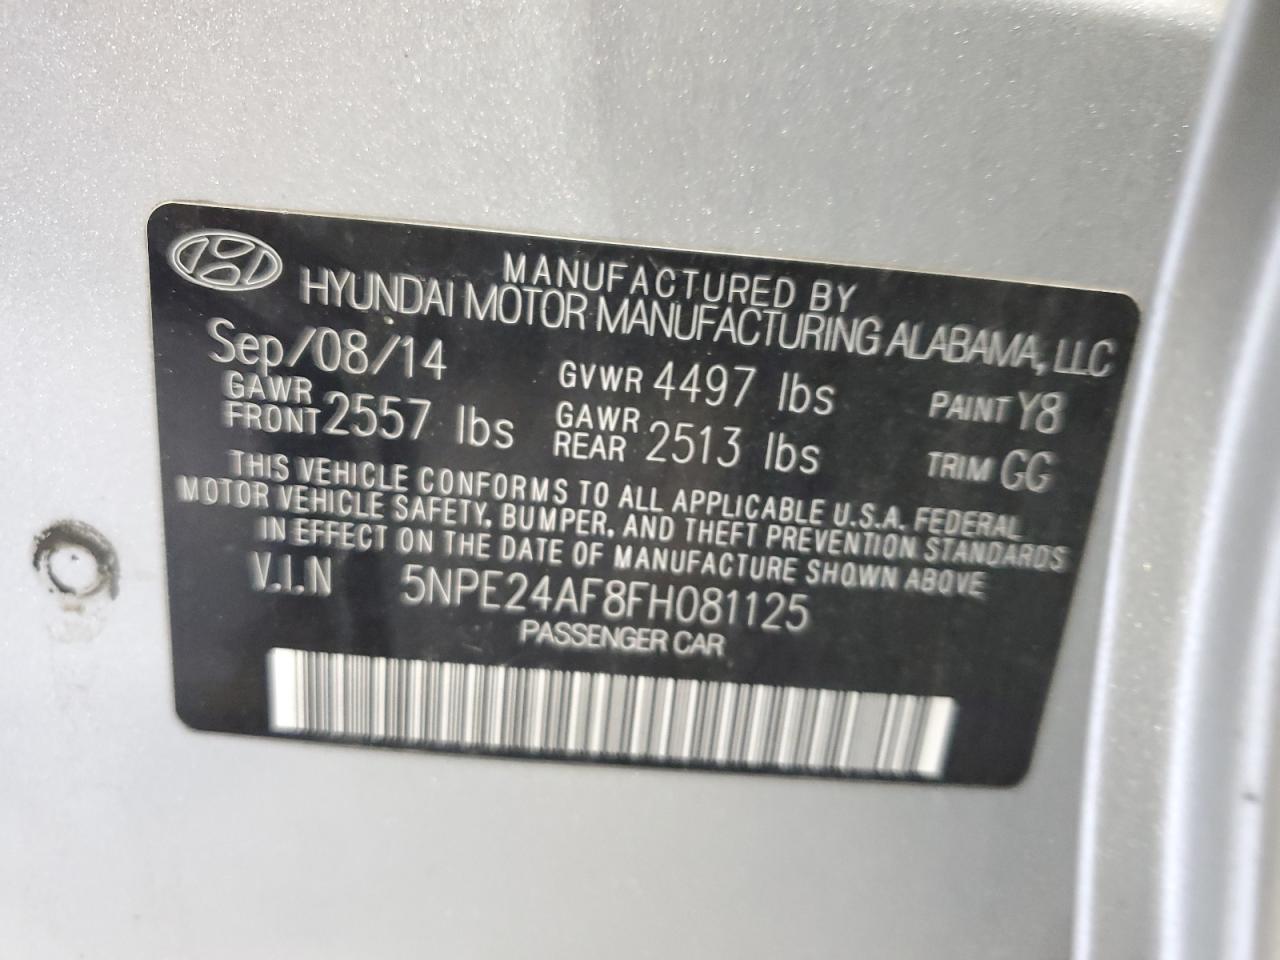 MANUFACTURED BY
HYUNDAI MOTOR MANUFACTURING ALABAMA, LLC
Sep/08/14 GVWR 4497 lbs PAINT Y8
GAWR FRONT 2557 lbs GAWR REAR 2513 lbs TRIM GG
THIS VEHICLE CONFORMS TO ALL APPLICABLE U.S.A. FEDERAL
MOTOR VEHICLE SAFETY, BUMPER, AND THEFT PREVENTION STANDARDS
IN EFFECT ON THE DATE OF MANUFACTURE SHOWN ABOVE
V.I.N 5NPE24AF8FH081125
PASSENGER CAR